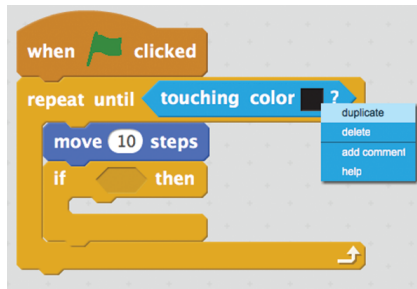 when clicked
repeat until touching color ?
duplicate
move 10 steps
delete
add comment
if then
help